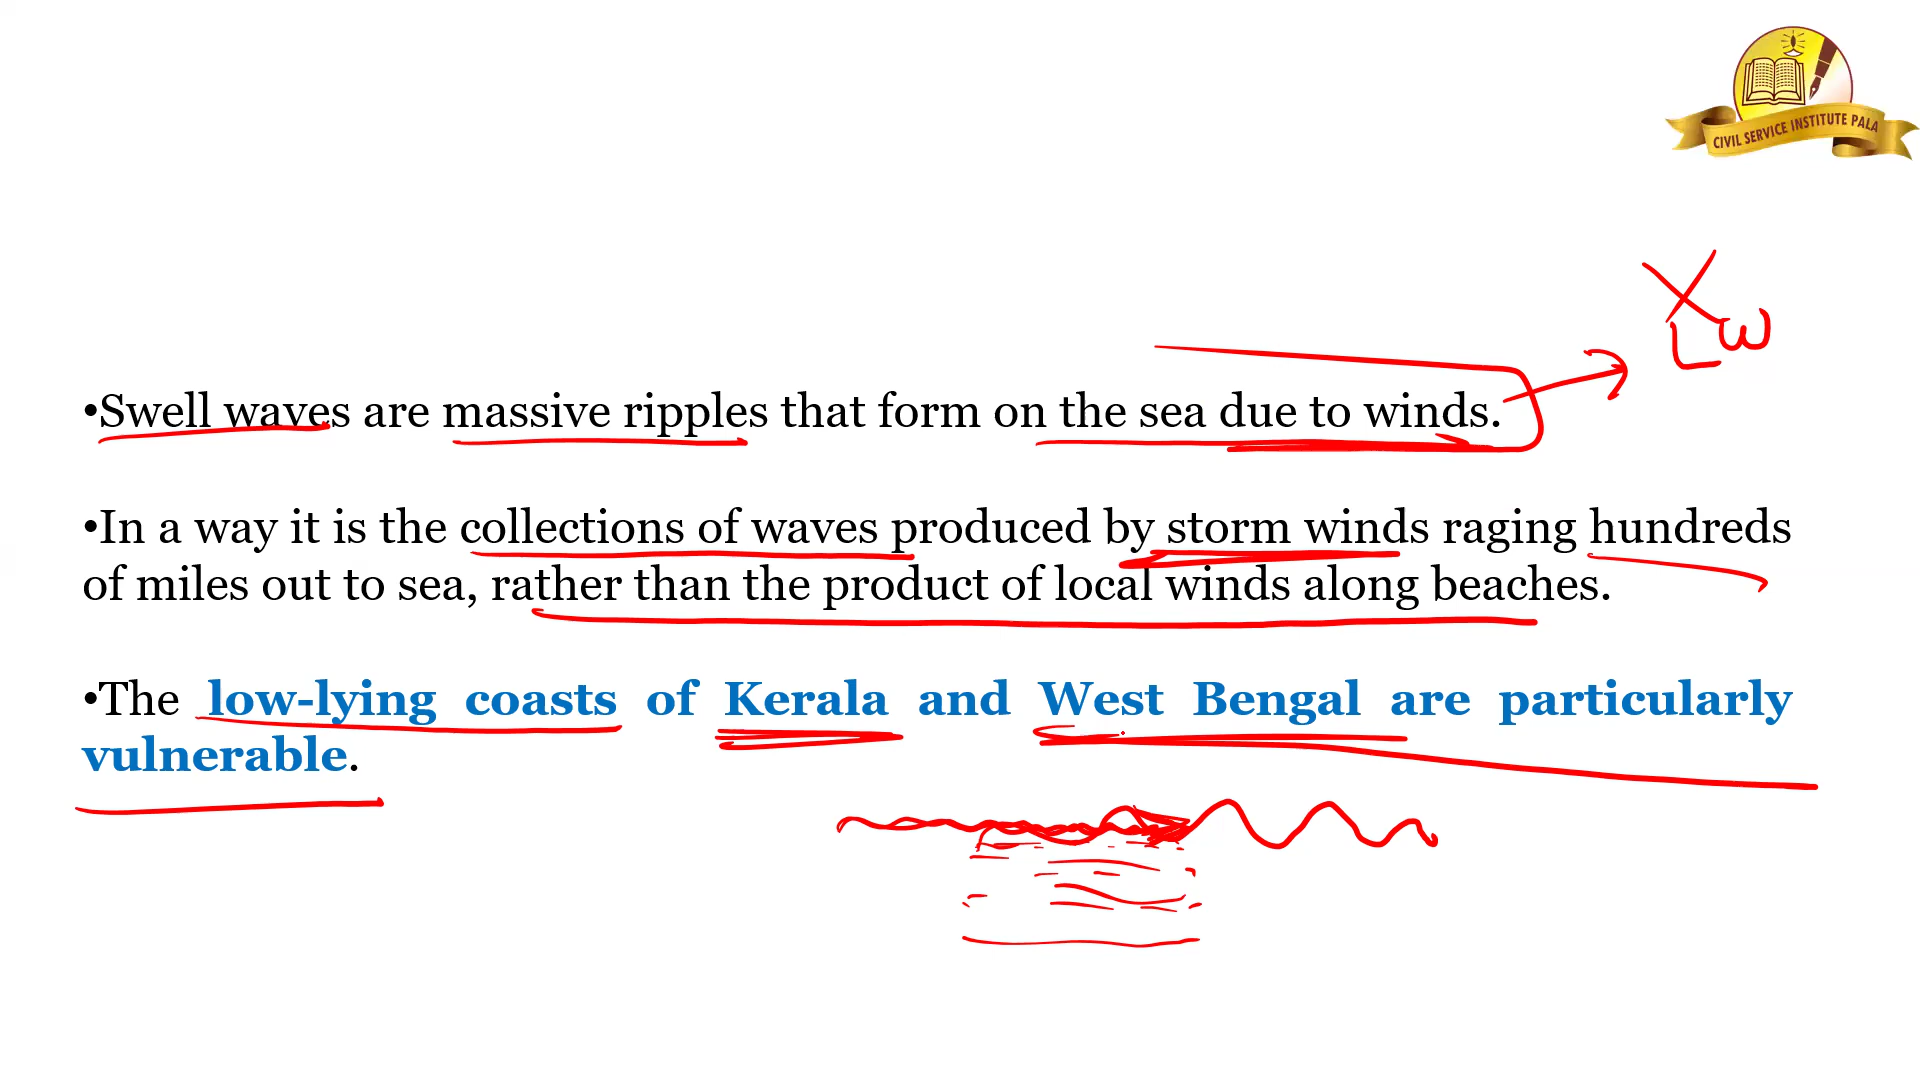 CIVIL SERVICE INSTITUTE PALA
X
LW
•Swell waves are massive ripples that form on the sea due to winds.
•In a way it is the collections of waves produced by storm winds raging hundreds
of miles out to sea, rather than the product of local winds along beaches.
•The low-lying coasts of Kerala and West Bengal are particularly
vulnerable.